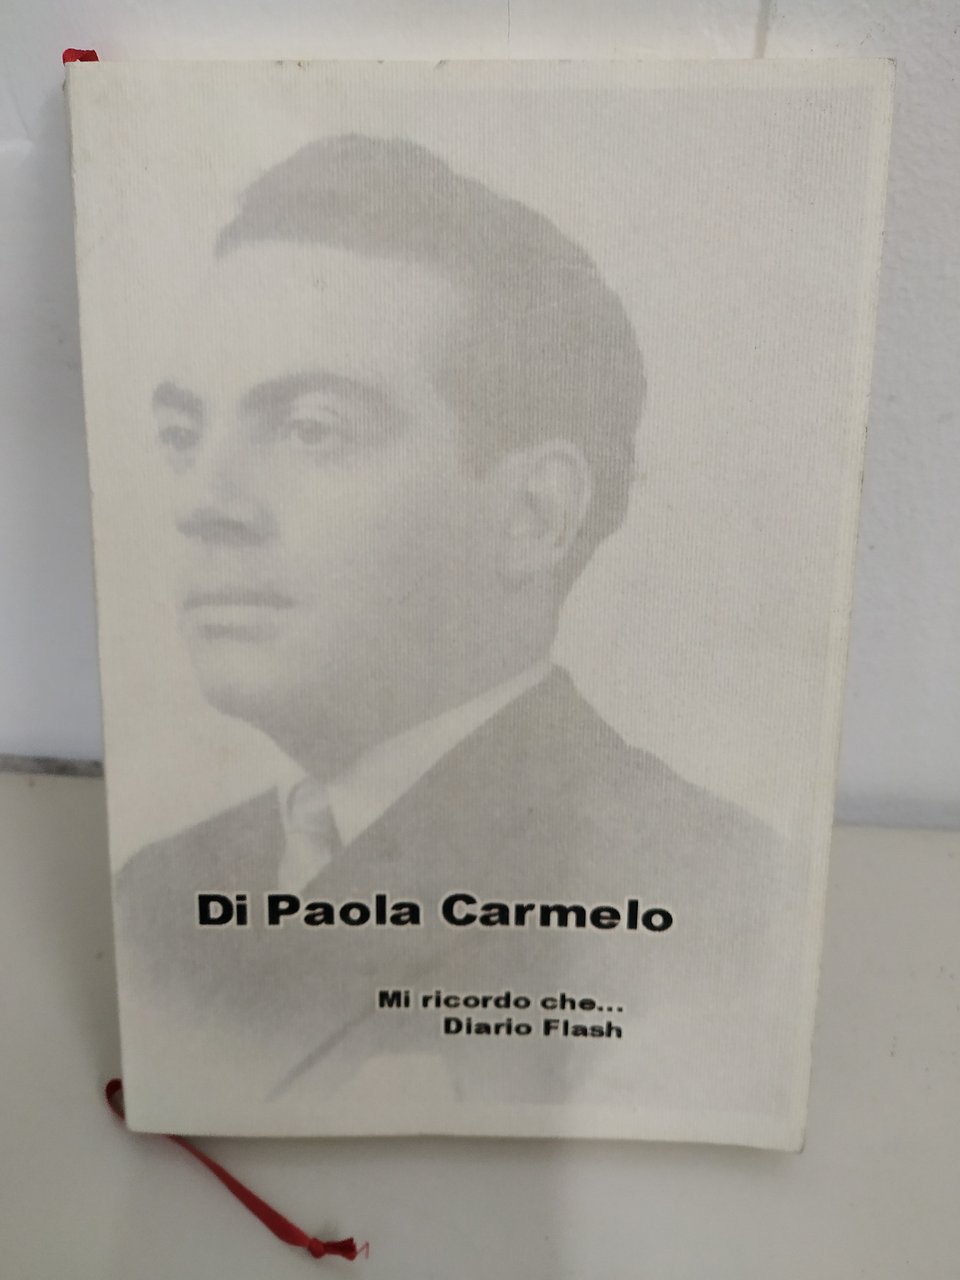 Di Paola Carmelo
Mi ricordo che...
Diario Flash